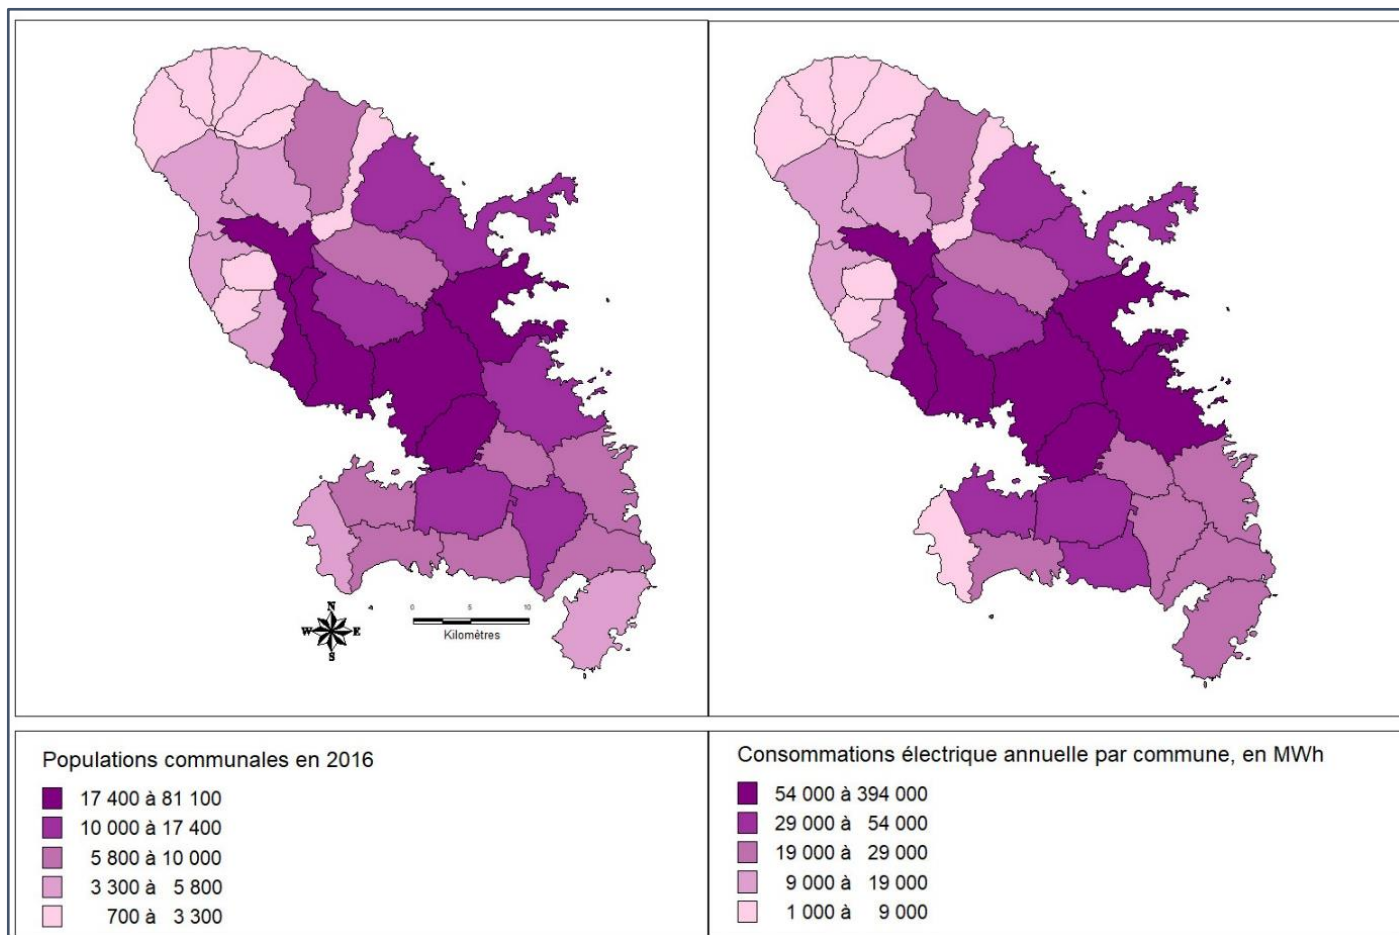 N
W E
S
0 5 10
Kilomètres
Populations communales en 2016
17 400 à 81 100
10 000 à 17 400
5 800 à 10 000
3 300 à 5 800
700 à 3 300
Consommations électrique annuelle par commune, en MWh
54 000 à 394 000
29 000 à 54 000
19 000 à 29 000
9 000 à 19 000
1 000 à 9 000